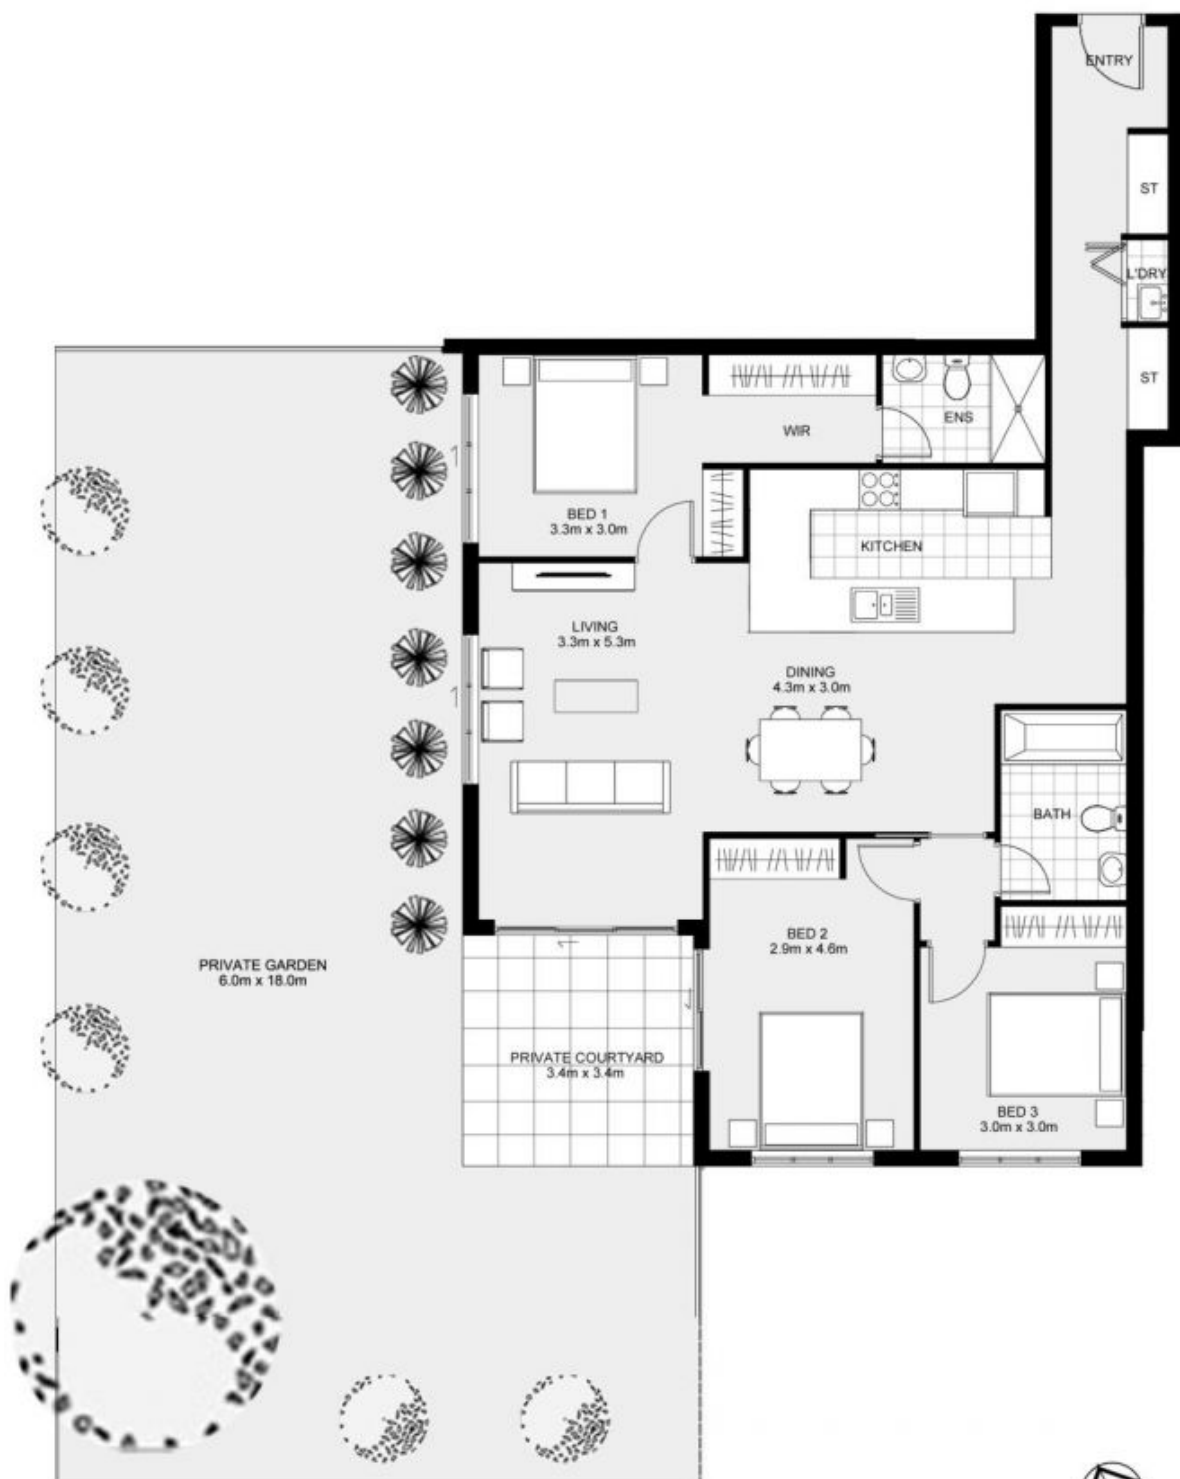 ENTRY
ST
L'DRY
ST
ENS
WIR
BED 1
3.3m x 3.0m
KITCHEN
LIVING
3.3m x 5.3m
DINING
4.3m x 3.0m
BATH
BED 2
2.9m x 4.6m
PRIVATE GARDEN
6.0m x 18.0m
PRIVATE COURTYARD
3.4m x 3.4m
BED 3
3.0m x 3.0m